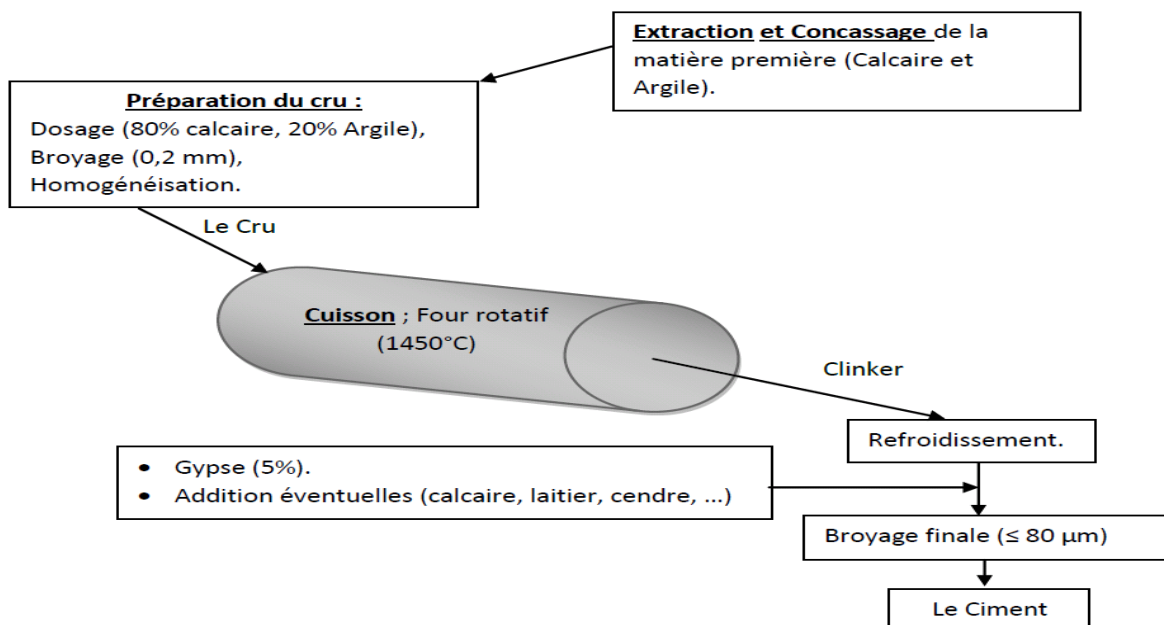 Extraction et Concassage de la
matière première (Calcaire et
Argile).
Préparation du cru :
Dosage (80% calcaire, 20% Argile),
Broyage (0,2 mm),
Homogénéisation.
Le Cru
Cuisson ; Four rotatif
(1450°C)
Clinker
Refroidissement.
• Gypse (5%).
• Addition éventuelles (calcaire, laitier, cendre, ...)
Broyage finale (≤ 80 µm)
Le Ciment